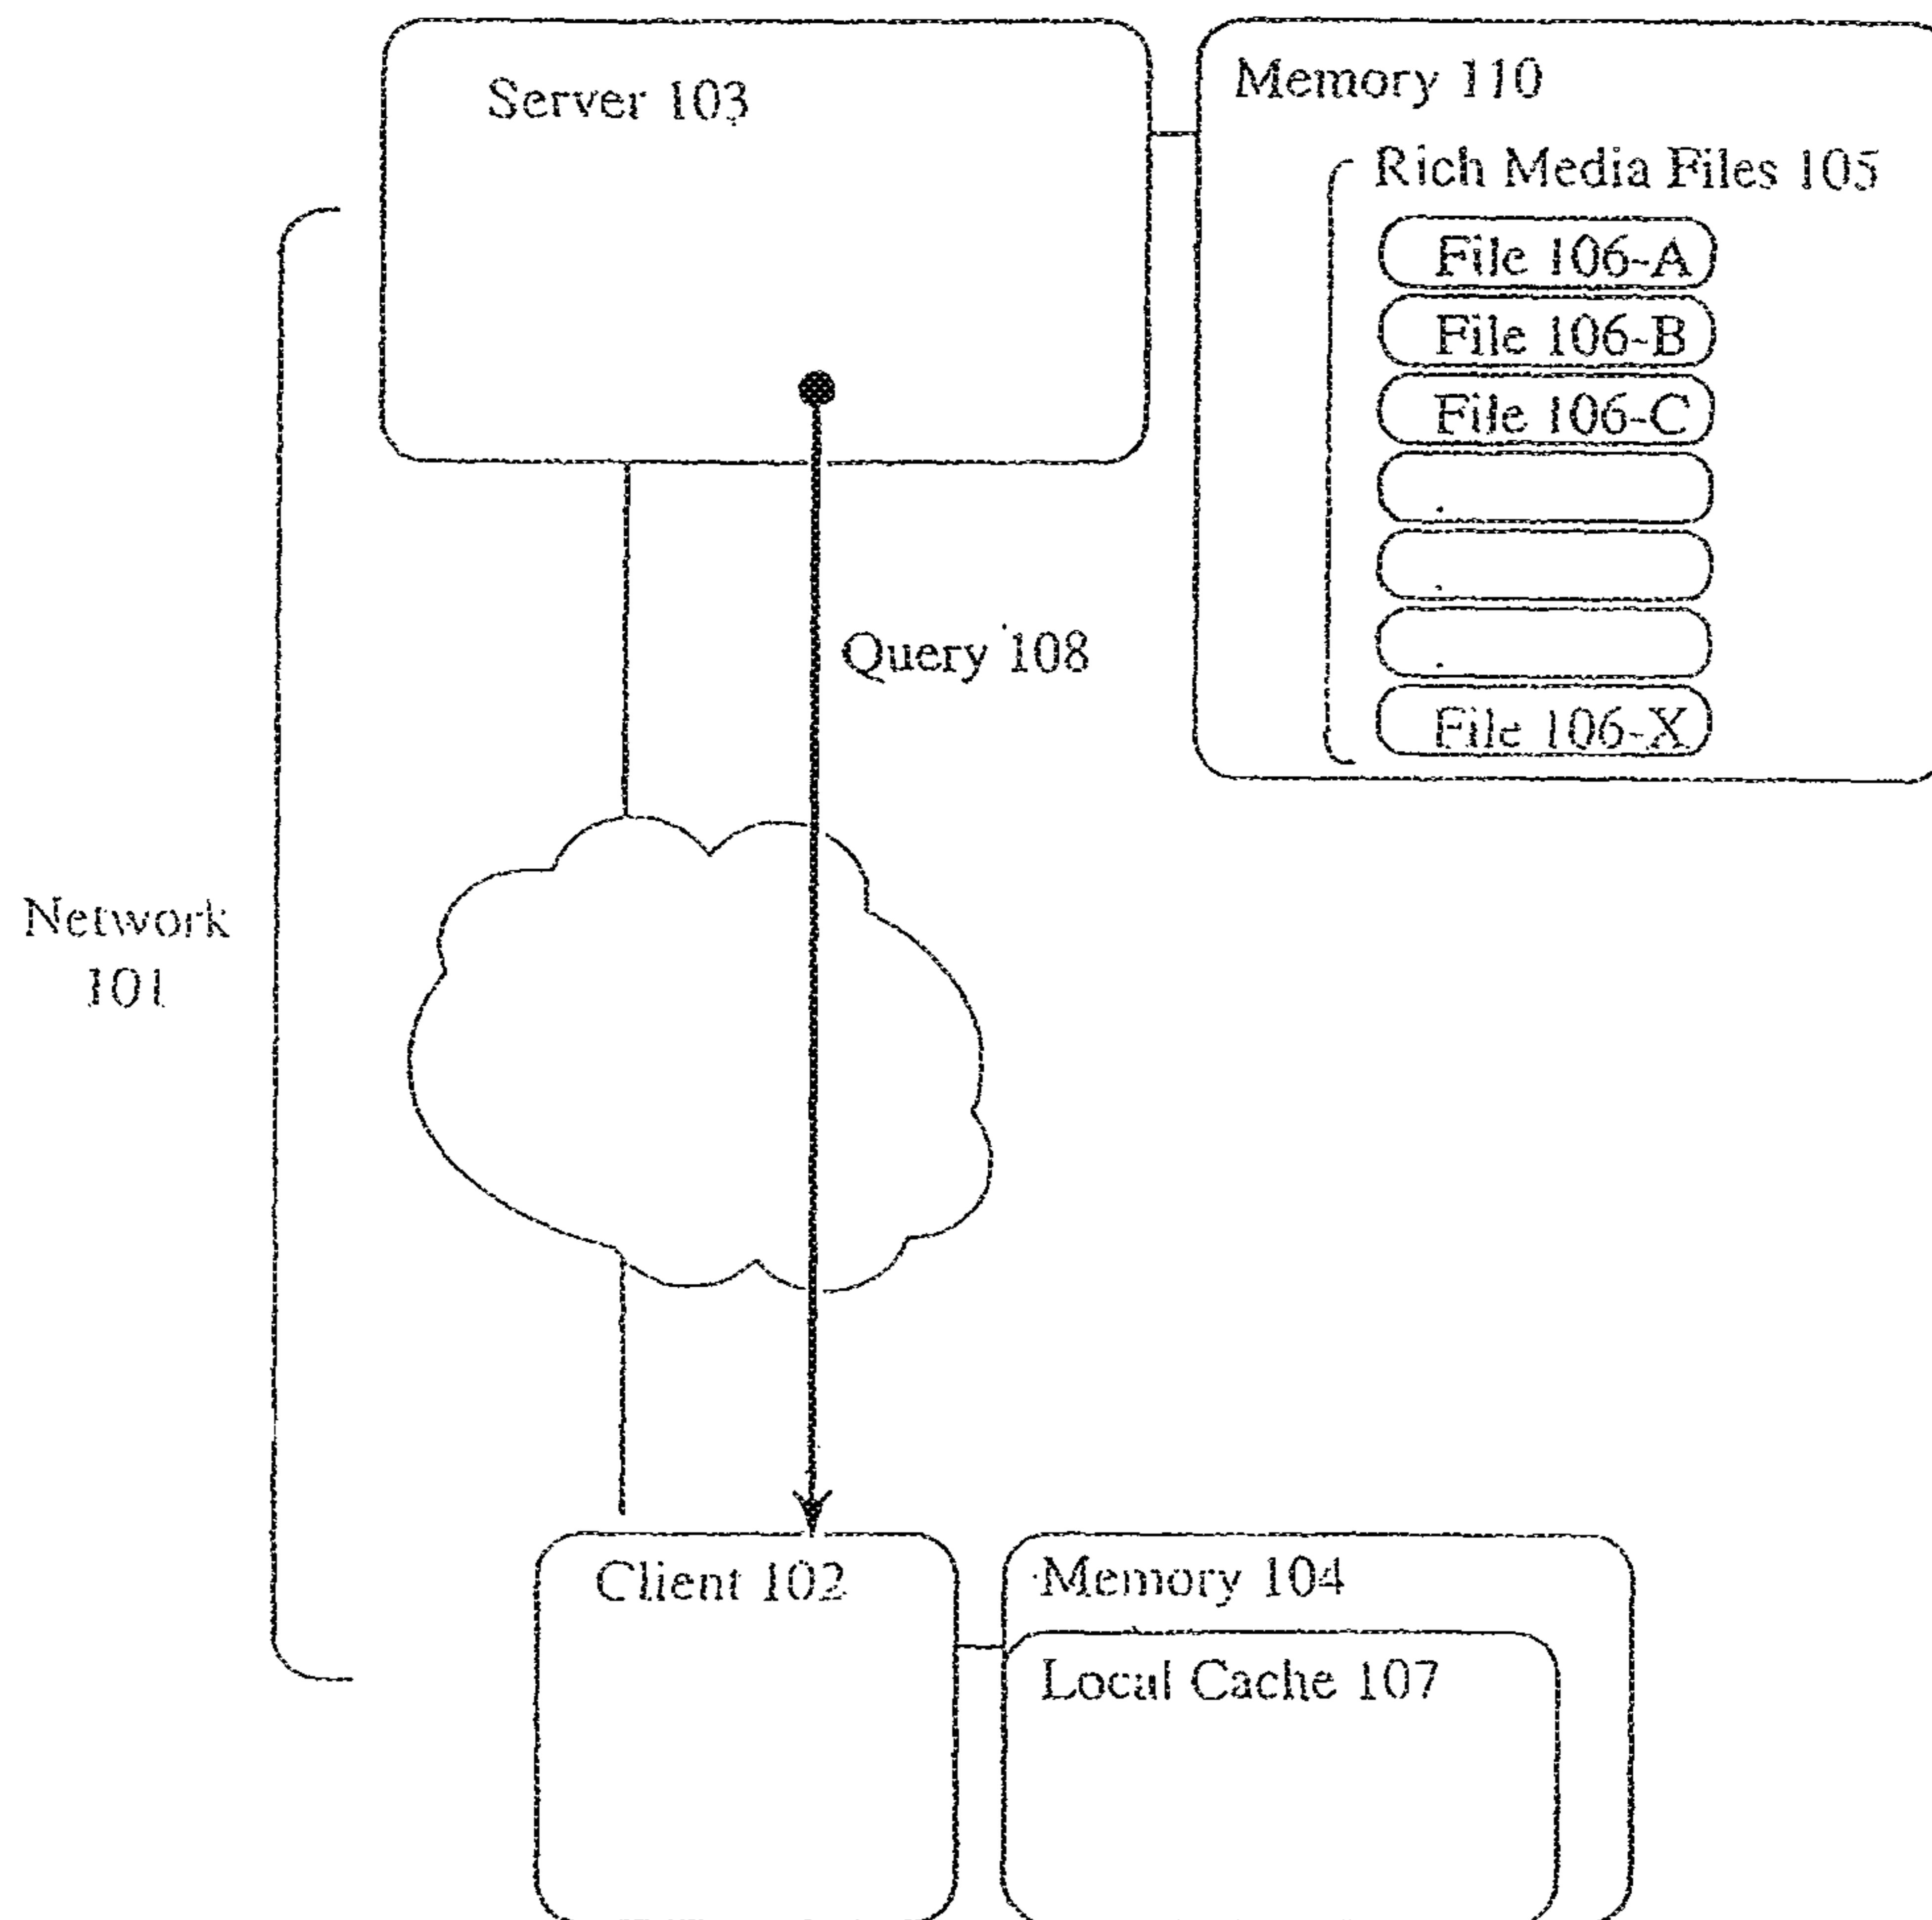 Server 103
Memory 110
Rich Media Files 105
File 106-A
File 106-B
File 106-C
.
.
.
File 106-X
Query 108
Network
101
Client 102
Memory 104
Local Cache 107